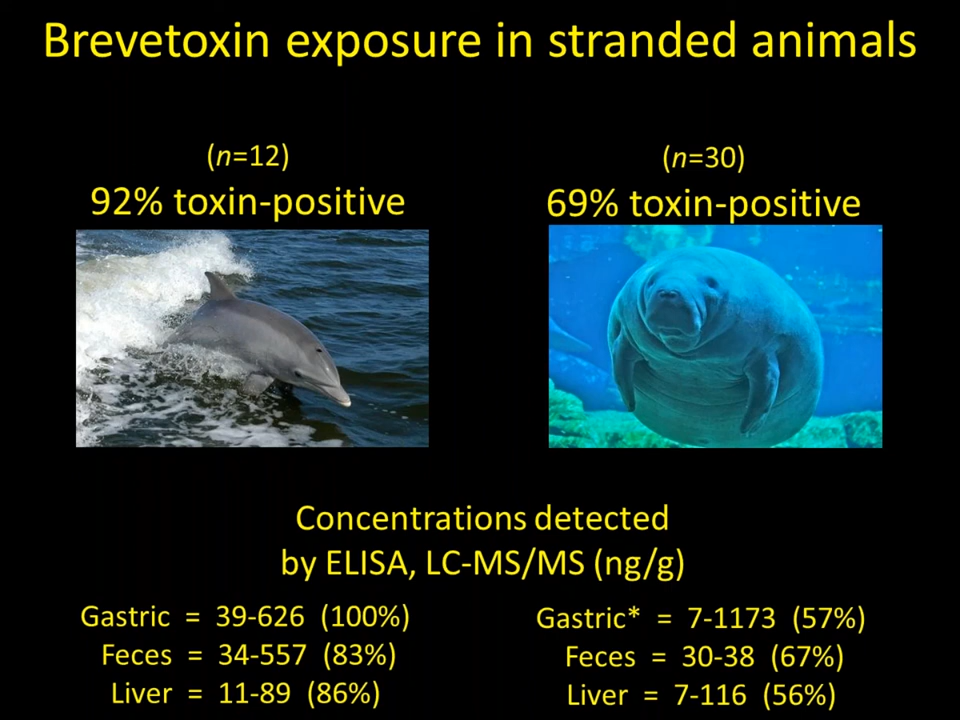 Brevetoxin exposure in stranded animals
(n=12)
92% toxin-positive
(n=30)
69% toxin-positive
Concentrations detected
by ELISA, LC-MS/MS (ng/g)
Gastric = 39-626 (100%)
Feces = 34-557 (83%)
Liver = 11-89 (86%)
Gastric* = 7-1173 (57%)
Feces = 30-38 (67%)
Liver = 7-116 (56%)